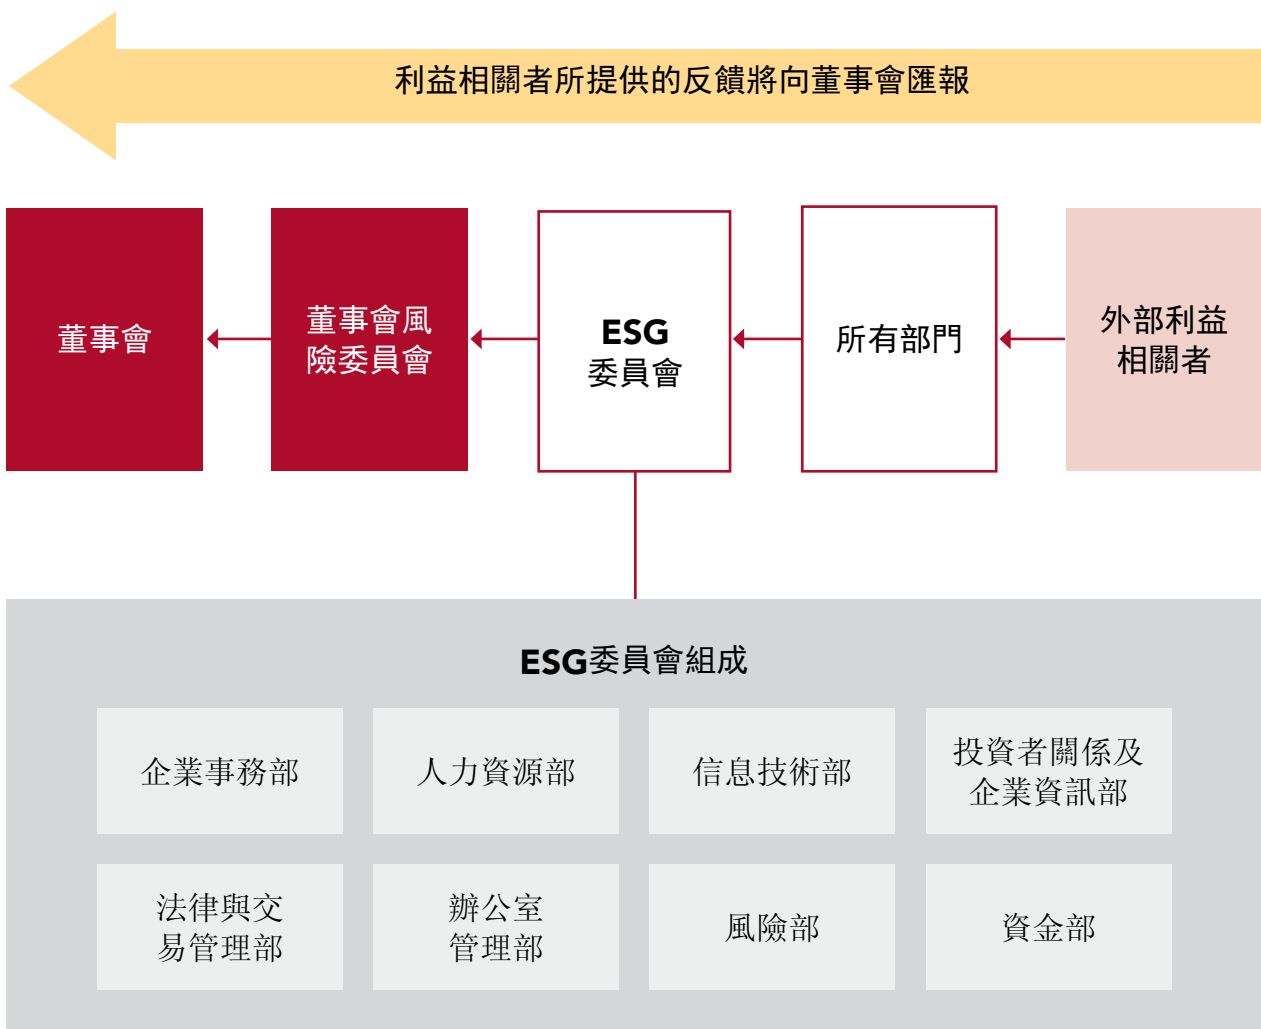 利益相關者所提供的反饋將向董事會匯報
董事會
董事會風
險委員會
ESG
委員會
所有部門
外部利益
相關者
ESG委員會組成
企業事務部
人力資源部
信息技術部
投資者關係及
企業資訊部
法律與交
易管理部
辦公室
管理部
風險部
資金部